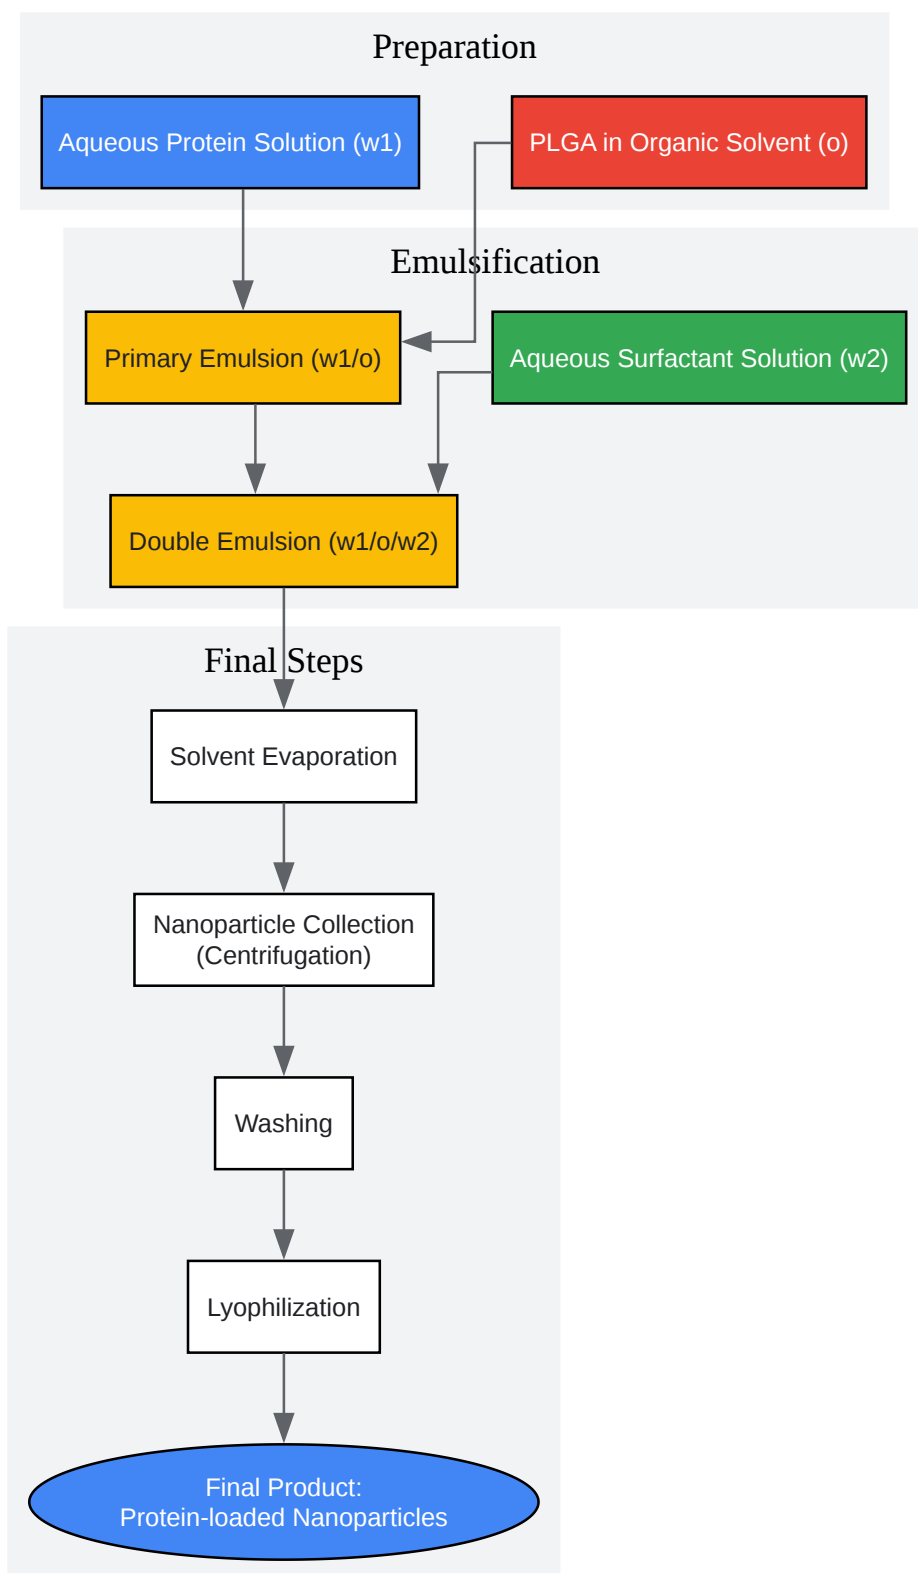 Preparation
Aqueous Protein Solution (w1)
PLGA in Organic Solvent (o)
Emulsification
Primary Emulsion (w1/o)
Aqueous Surfactant Solution (w2)
Double Emulsion (w1/o/w2)
Final Steps
Solvent Evaporation
Nanoparticle Collection
(Centrifugation)
Washing
Lyophilization
Final Product:
Protein-loaded Nanoparticles